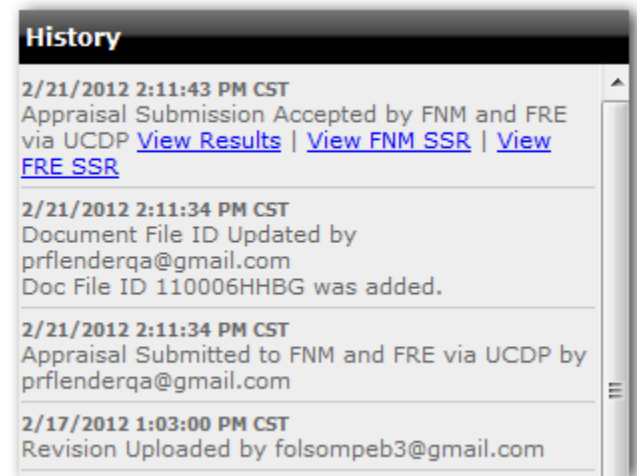 History
2/21/2012 2:11:43 PM CST
Appraisal Submission Accepted by FNM and FRE
via UCDP View Results | View FNM SSR | View
FRE SSR
2/21/2012 2:11:34 PM CST
Document File ID Updated by
prflenderqa@gmail.com
Doc File ID 110006HHBG was added.
2/21/2012 2:11:34 PM CST
Appraisal Submitted to FNM and FRE via UCDP by
prflenderqa@gmail.com
2/17/2012 1:03:00 PM CST
Revision Uploaded by folsompeb3@gmail.com